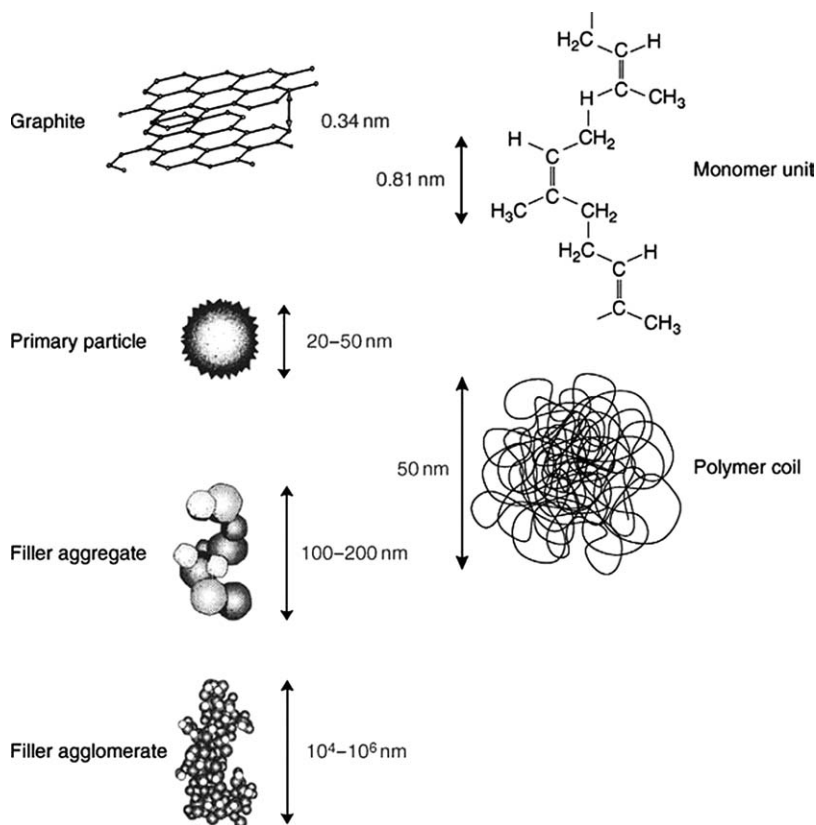 Graphite
0.34 nm
H₂C
C
H
C
CH₃
H
CH₂
H
C
C
H₃C
CH₂
H₂C
C
H
C
CH₃
0.81 nm
Monomer unit
Primary particle
20–50 nm
50 nm
Polymer coil
Filler aggregate
100–200 nm
Filler agglomerate
10⁴–10⁶ nm